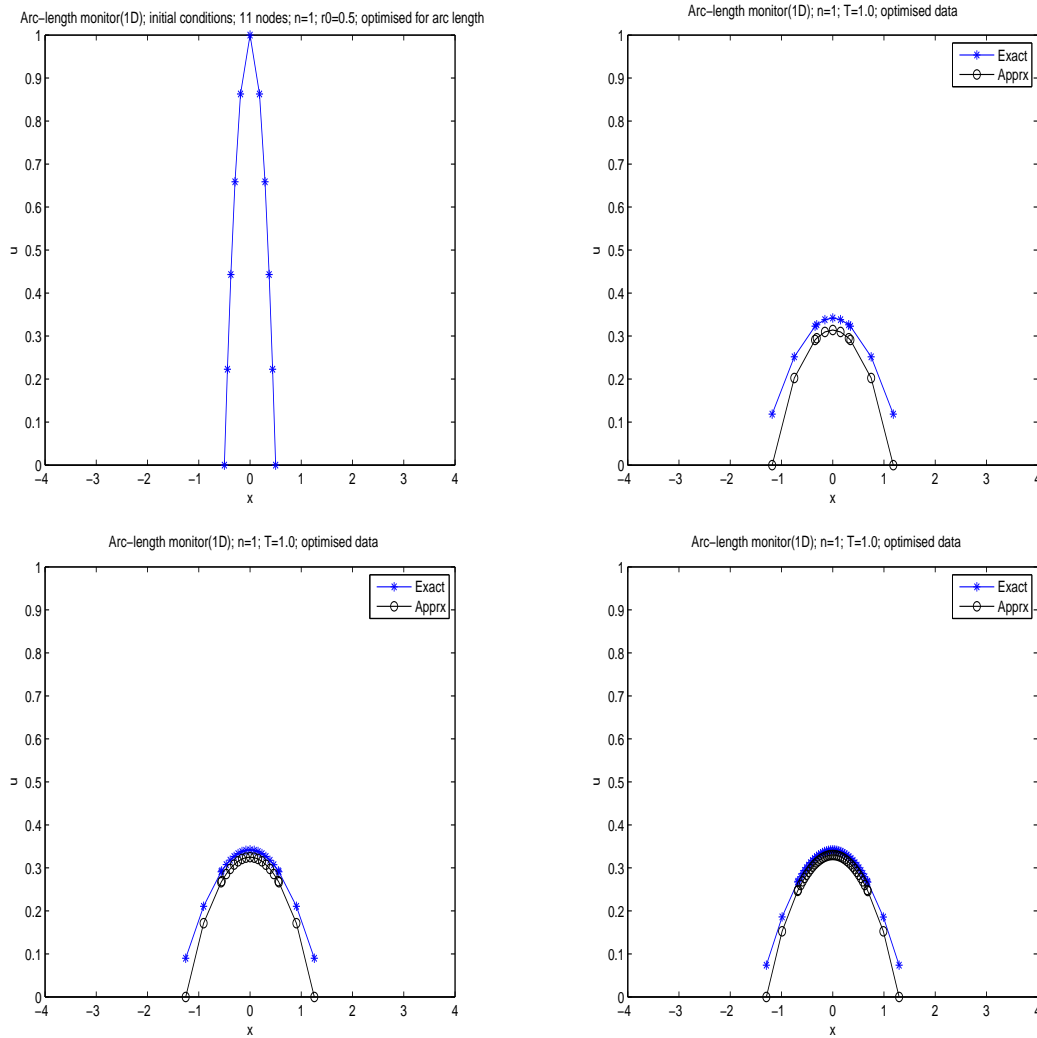 Arc-length monitor(1D); initial conditions; 11 nodes; n=1; r0=0.5; optimised for arc length
1
0.9
0.8
0.7
0.6
0.5
0.4
0.3
0.2
0.1
0
u
-4 -3 -2 -1 0 1 2 3 4
x
Arc-length monitor(1D); n=1; T=1.0; optimised data
Exact
Apprx
1
0.9
0.8
0.7
0.6
0.5
0.4
0.3
0.2
0.1
0
u
-4 -3 -2 -1 0 1 2 3 4
x
Arc-length monitor(1D); n=1; T=1.0; optimised data
Exact
Apprx
1
0.9
0.8
0.7
0.6
0.5
0.4
0.3
0.2
0.1
0
u
-4 -3 -2 -1 0 1 2 3 4
x
Arc-length monitor(1D); n=1; T=1.0; optimised data
Exact
Apprx
1
0.9
0.8
0.7
0.6
0.5
0.4
0.3
0.2
0.1
0
u
-4 -3 -2 -1 0 1 2 3 4
x